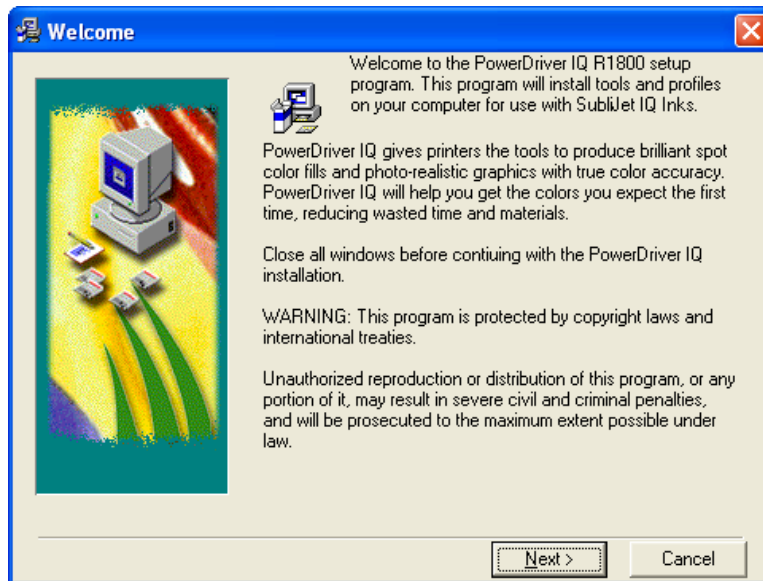 Welcome
Welcome to the PowerDriver IQ R1800 setup
program. This program will install tools and profiles
on your computer for use with SubliJet IQ Inks.
PowerDriver IQ gives printers the tools to produce brilliant spot
color fills and photo-realistic graphics with true color accuracy.
PowerDriver IQ will help you get the colors you expect the first
time, reducing wasted time and materials.
Close all windows before contiuing with the PowerDriver IQ
installation.
WARNING: This program is protected by copyright laws and
international treaties.
Unauthorized reproduction or distribution of this program, or any
portion of it, may result in severe civil and criminal penalties,
and will be prosecuted to the maximum extent possible under
law.
Next >
Cancel